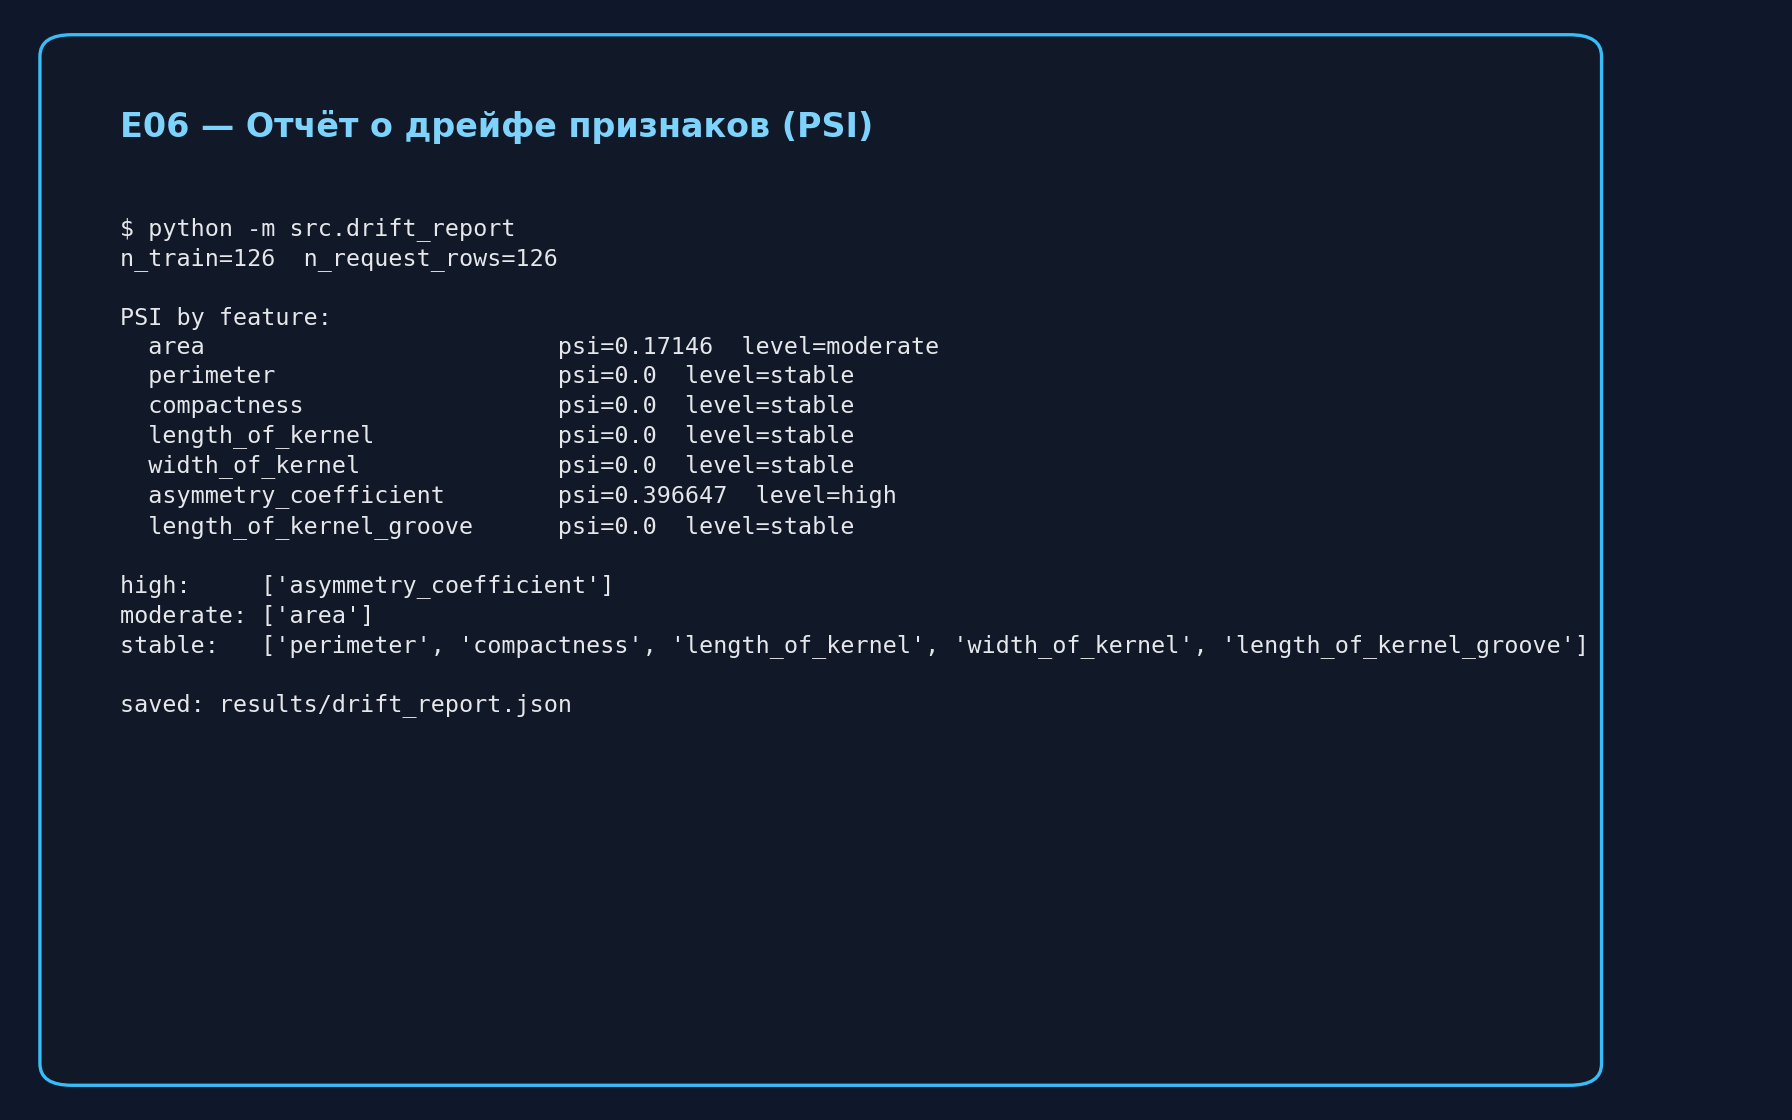 E06 — Отчёт о дрейфе признаков (PSI)
$ python -m src.drift_report
n_train=126  n_request_rows=126
PSI by feature:
  area                         psi=0.17146  level=moderate
  perimeter                    psi=0.0  level=stable
  compactness                  psi=0.0  level=stable
  length_of_kernel             psi=0.0  level=stable
  width_of_kernel              psi=0.0  level=stable
  asymmetry_coefficient        psi=0.396647  level=high
  length_of_kernel_groove      psi=0.0  level=stable
high:     ['asymmetry_coefficient']
moderate: ['area']
stable:   ['perimeter', 'compactness', 'length_of_kernel', 'width_of_kernel', 'length_of_kernel_groove']
saved: results/drift_report.json